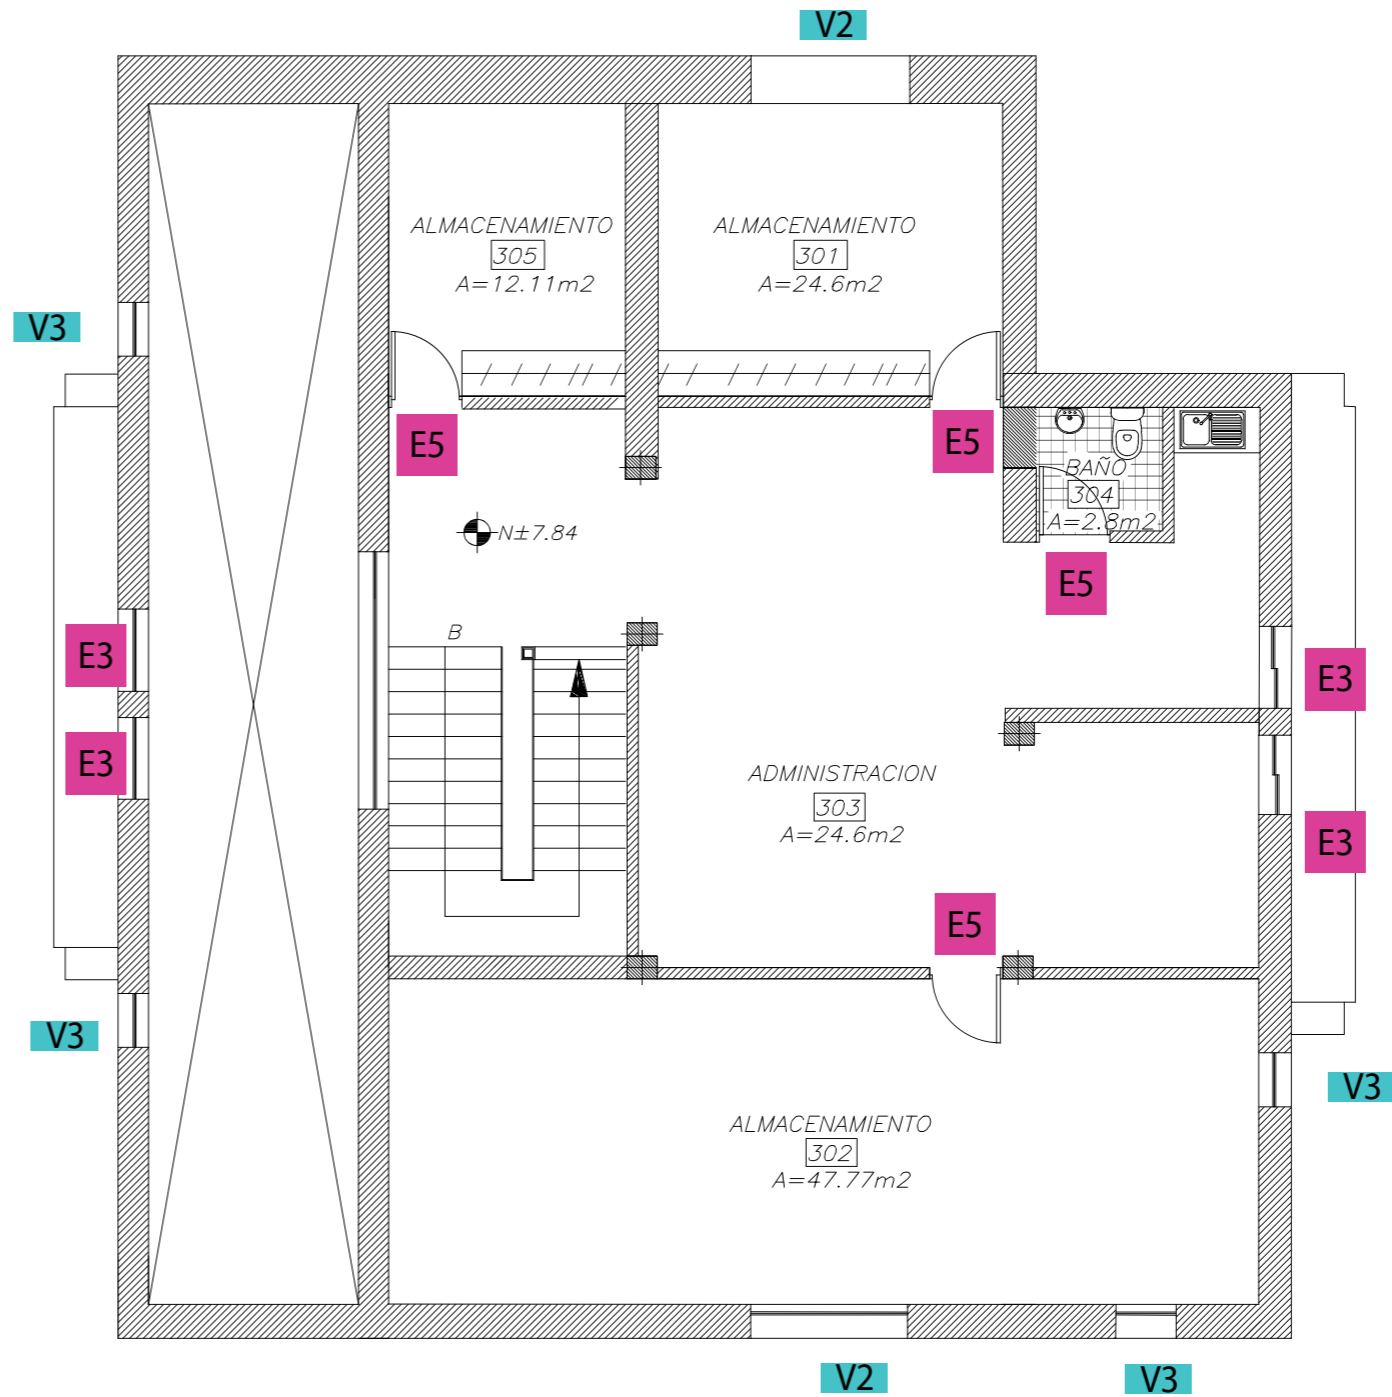 V2
ALMACENAMIENTO
305
A=12.11m2
ALMACENAMIENTO
301
A=24.6m2
V3
E5
E5
BAÑO
304
A=2.8m2
N±7.84
E5
B
E3
E3
E3
ADMINISTRACION
303
A=24.6m2
E3
E5
V3
V3
ALMACENAMIENTO
302
A=47.77m2
V2
V3